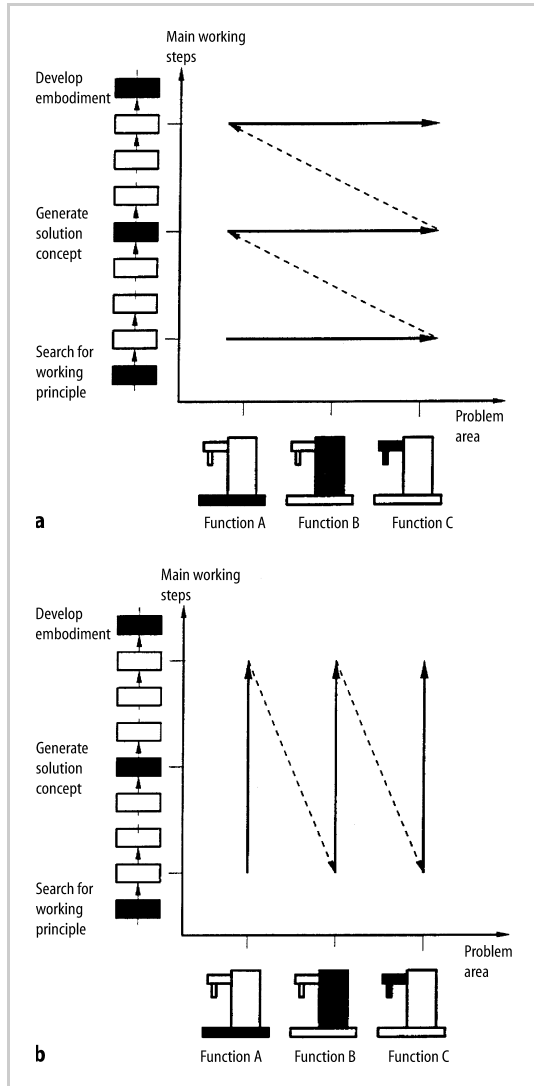 Main working
steps
Develop
embodiment
Generate
solution
concept
Search for
working
principle
Problem
area
Function A
Function B
Function C
a
Main working
steps
Develop
embodiment
Generate
solution
concept
Search for
working
principle
Problem
area
Function A
Function B
Function C
b